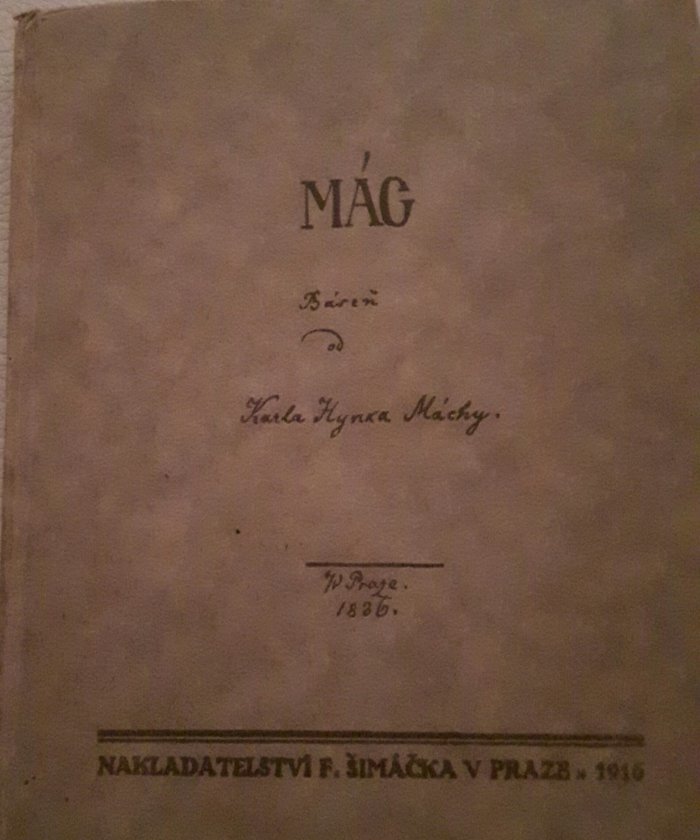 MÁG
Báseň
od
Karla Hynka Máchy.
W Praze.
1836.
NAKLADATELSTVÍ F. ŠIMÁČKA V PRAZE 1916